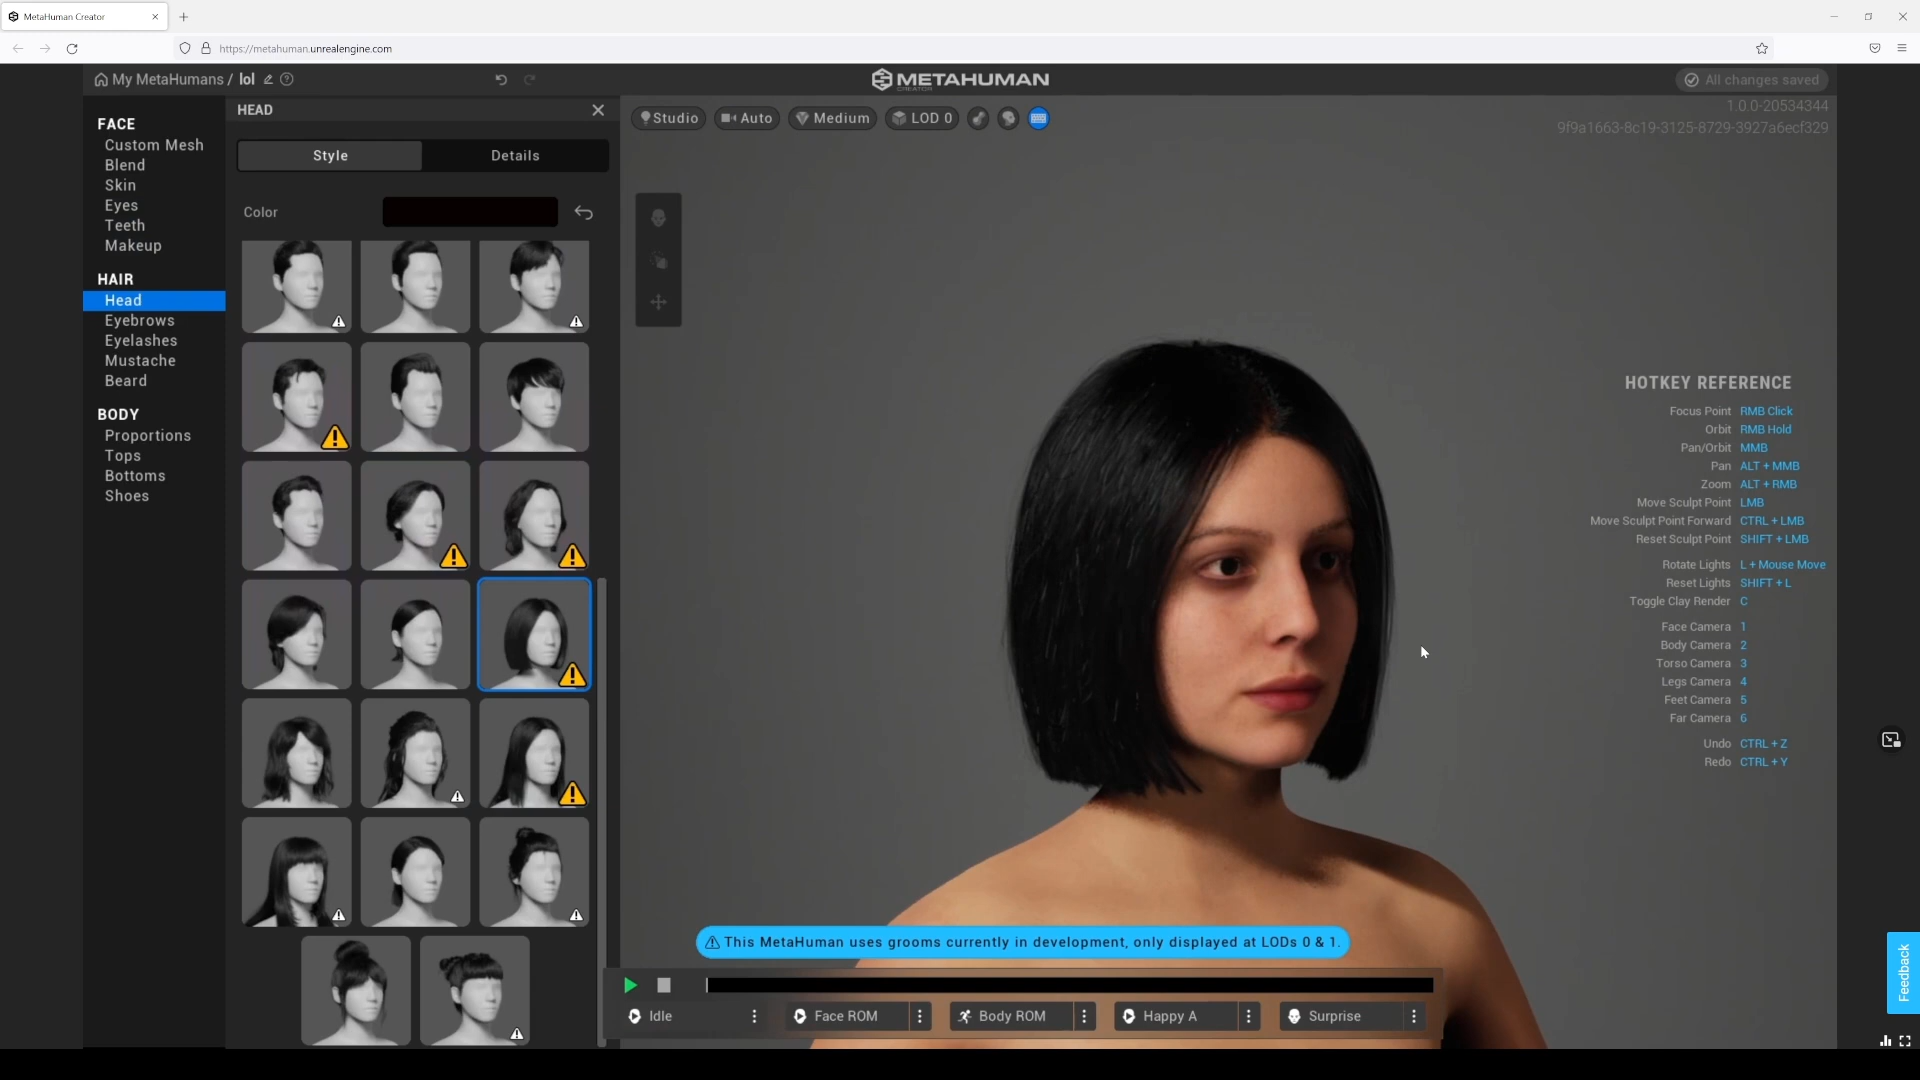 MetaHuman Creator
https://metahuman.unrealengine.com
My MetaHumans / lol
METAHUMAN
CREATOR
All changes saved
1.0.0-20534344
9f9a1663-8c19-3125-8729-3927a6ecf329
FACE
Custom Mesh
Blend
Skin
Eyes
Teeth
Makeup
HAIR
Head
Eyebrows
Eyelashes
Mustache
Beard
BODY
Proportions
Tops
Bottoms
Shoes
HEAD
Style
Details
Color
Studio
Auto
Medium
LOD 0
HOTKEY REFERENCE
Focus Point RMB Click
Orbit RMB Hold
Pan/Orbit MMB
Pan ALT + MMB
Zoom ALT + RMB
Move Sculpt Point LMB
Move Sculpt Point Forward CTRL + LMB
Reset Sculpt Point SHIFT + LMB
Rotate Lights L + Mouse Move
Reset Lights SHIFT + L
Toggle Clay Render C
Face Camera 1
Body Camera 2
Torso Camera 3
Legs Camera 4
Feet Camera 5
Far Camera 6
Undo CTRL + Z
Redo CTRL + Y
This MetaHuman uses grooms currently in development, only displayed at LODs 0 & 1.
Idle
Face ROM
Body ROM
Happy A
Surprise
Feedback